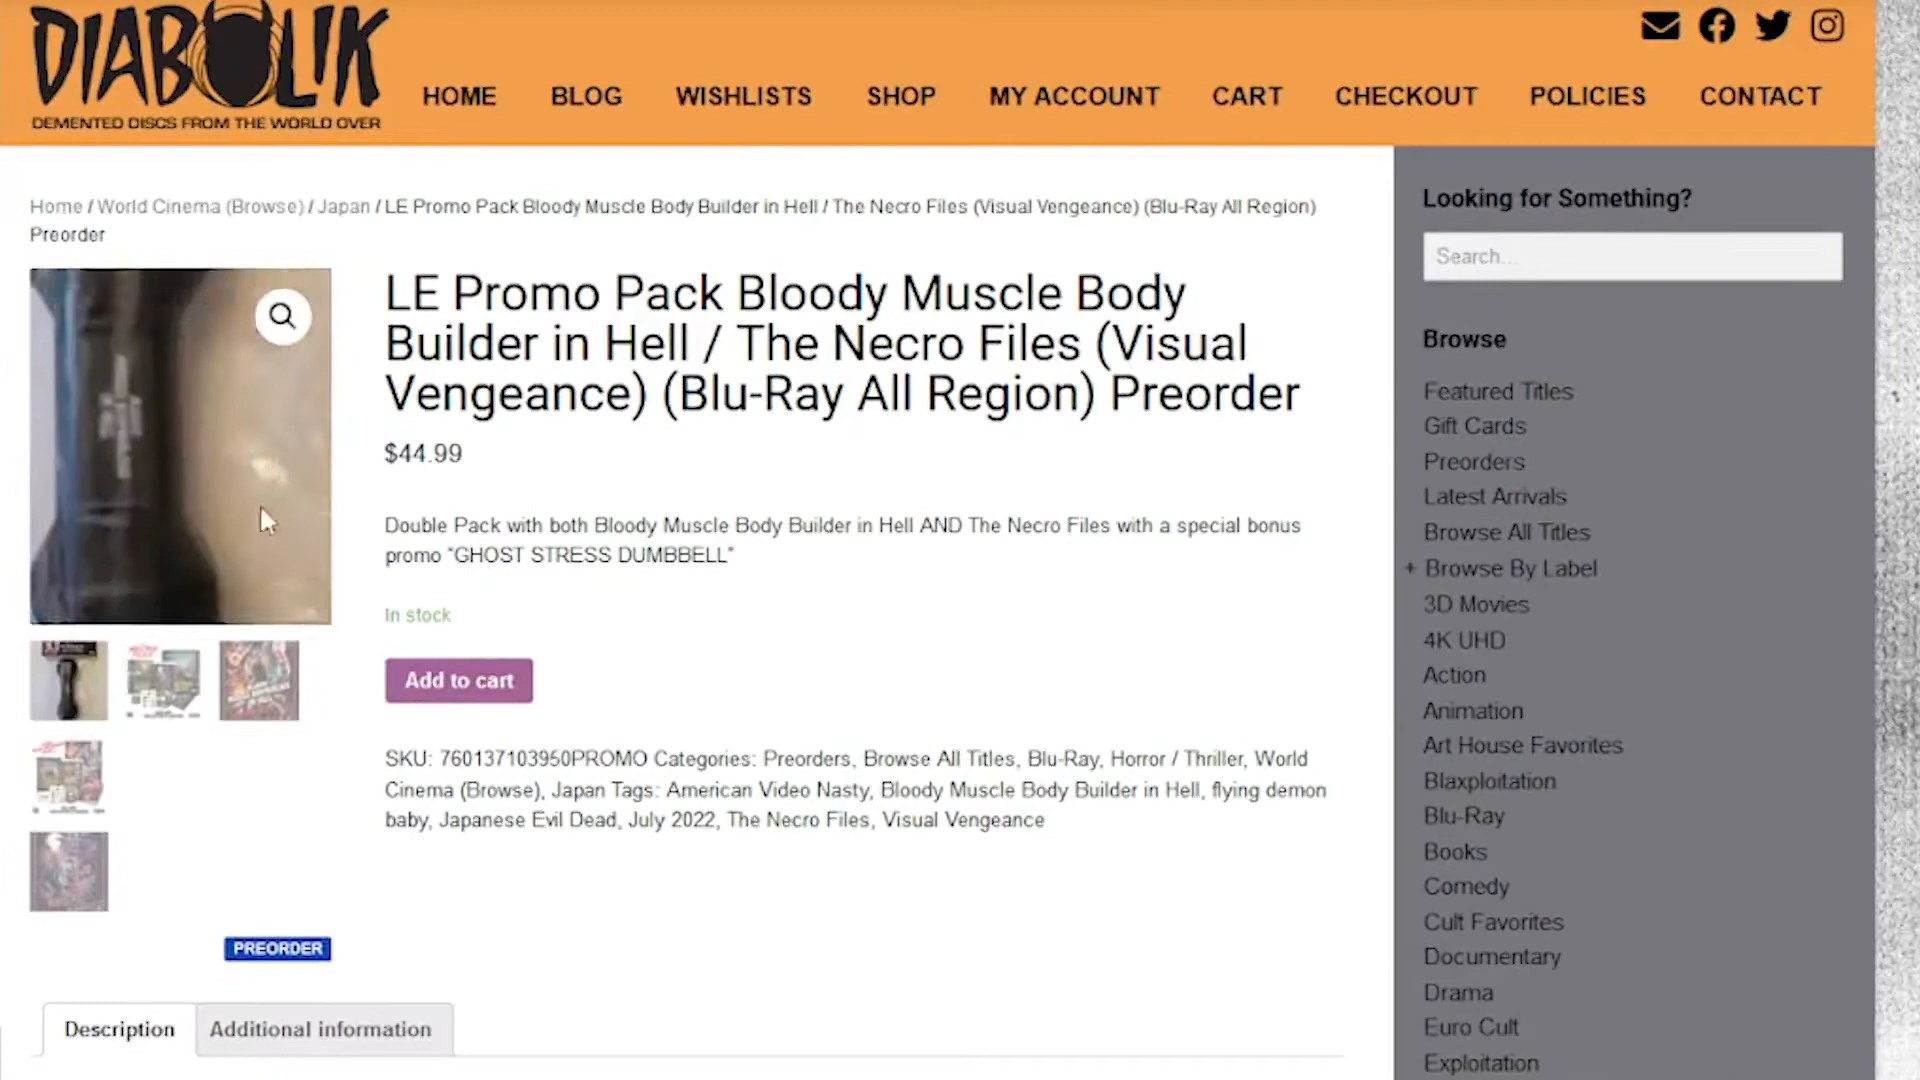 DIABOLIK
DEMENTED DISCS FROM THE WORLD OVER
HOME BLOG WISHLISTS SHOP MY ACCOUNT CART CHECKOUT POLICIES CONTACT
Home / World Cinema (Browse) / Japan / LE Promo Pack Bloody Muscle Body Builder in Hell / The Necro Files (Visual Vengeance) (Blu-Ray All Region)
Preorder
LE Promo Pack Bloody Muscle Body
Builder in Hell / The Necro Files (Visual
Vengeance) (Blu-Ray All Region) Preorder
$44.99
Double Pack with both Bloody Muscle Body Builder in Hell AND The Necro Files with a special bonus
promo “GHOST STRESS DUMBBELL”
In stock
Add to cart
SKU: 760137103950PROMO Categories: Preorders, Browse All Titles, Blu-Ray, Horror / Thriller, World
Cinema (Browse), Japan Tags: American Video Nasty, Bloody Muscle Body Builder in Hell, flying demon
baby, Japanese Evil Dead, July 2022, The Necro Files, Visual Vengeance
PREORDER
Description Additional information
Looking for Something?
Search...
Browse
Featured Titles
Gift Cards
Preorders
Latest Arrivals
Browse All Titles
+ Browse By Label
3D Movies
4K UHD
Action
Animation
Art House Favorites
Blaxploitation
Blu-Ray
Books
Comedy
Cult Favorites
Documentary
Drama
Euro Cult
Exploitation